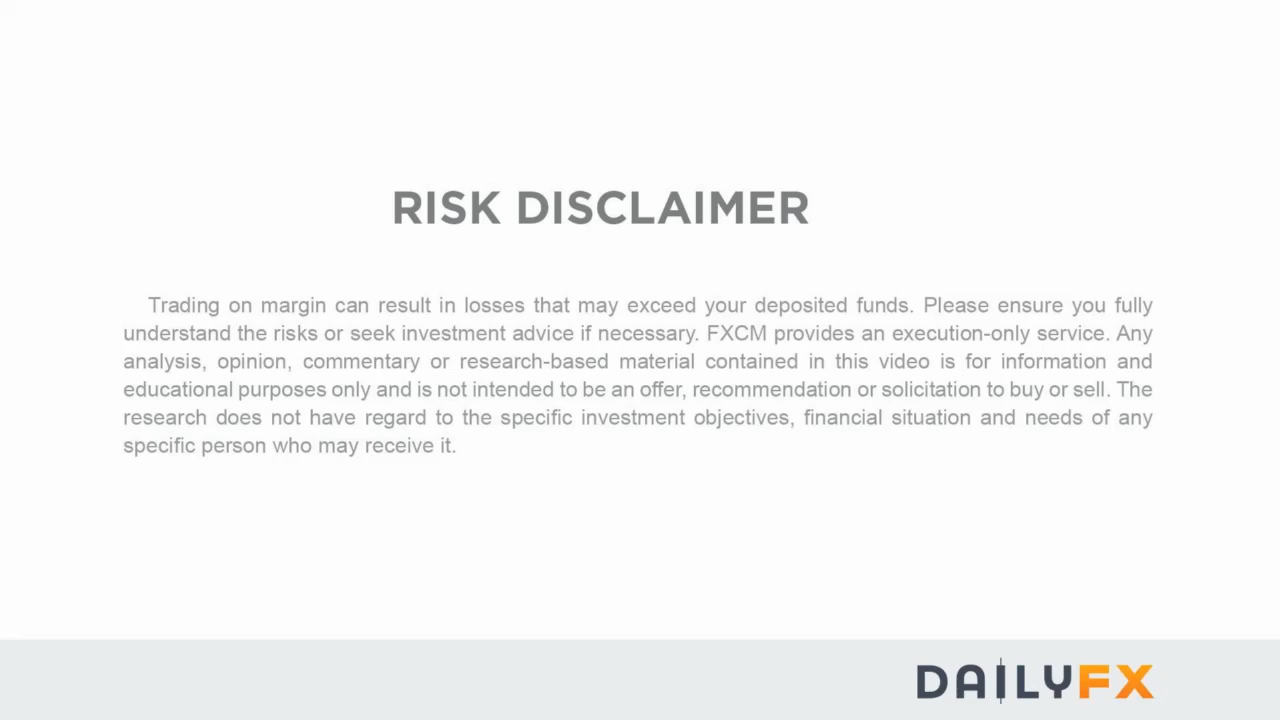 RISK DISCLAIMER
Trading on margin can result in losses that may exceed your deposited funds. Please ensure you fully
understand the risks or seek investment advice if necessary. FXCM provides an execution-only service. Any
analysis, opinion, commentary or research-based material contained in this video is for information and
educational purposes only and is not intended to be an offer, recommendation or solicitation to buy or sell. The
research does not have regard to the specific investment objectives, financial situation and needs of any
specific person who may receive it.
DAILYFX